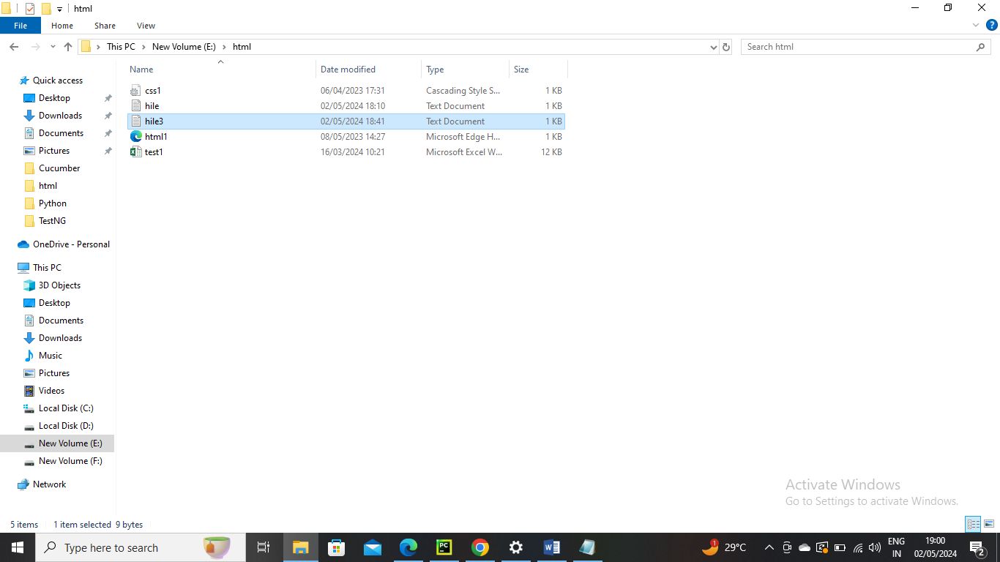 html
File Home Share View
This PC New Volume (E:) html Search html
Name Date modified Type Size
css1 06/04/2023 17:31 Cascading Style S... 1 KB
hile 02/05/2024 18:10 Text Document 1 KB
hile3 02/05/2024 18:41 Text Document 1 KB
html1 08/05/2023 14:27 Microsoft Edge H... 1 KB
test1 16/03/2024 10:21 Microsoft Excel W... 12 KB
Quick access
Desktop
Downloads
Documents
Pictures
Cucumber
html
Python
TestNG
OneDrive - Personal
This PC
3D Objects
Desktop
Documents
Downloads
Music
Pictures
Videos
Local Disk (C:)
Local Disk (D:)
New Volume (E:)
New Volume (F:)
Network
Activate Windows
Go to Settings to activate Windows.
5 items 1 item selected 9 bytes
Type here to search
PC
W
1
29°C
ENG
IN
19:00
02/05/2024
2